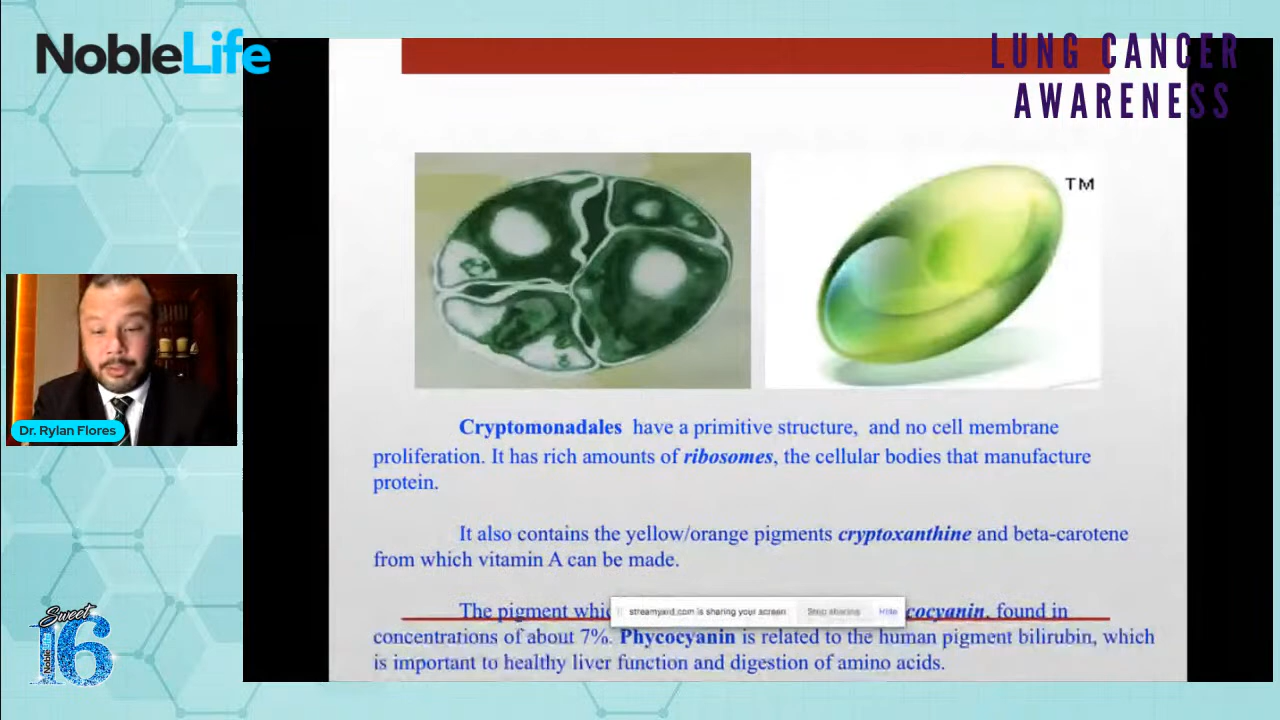 NobleLife
LUNG CANCER
AWARENESS
TM
Dr. Rylan Flores
Cryptomonadales have a primitive structure, and no cell membrane
proliferation. It has rich amounts of ribosomes, the cellular bodies that manufacture
protein.
It also contains the yellow/orange pigments cryptoxanthine and beta-carotene
from which vitamin A can be made.
The pigment cocyanin, found in
streamyard.com is sharing your screen Stop sharing Hide
concentrations of about 7%. Phycocyanin is related to the human pigment bilirubin, which
is important to healthy liver function and digestion of amino acids.
Sweet
16
Noble